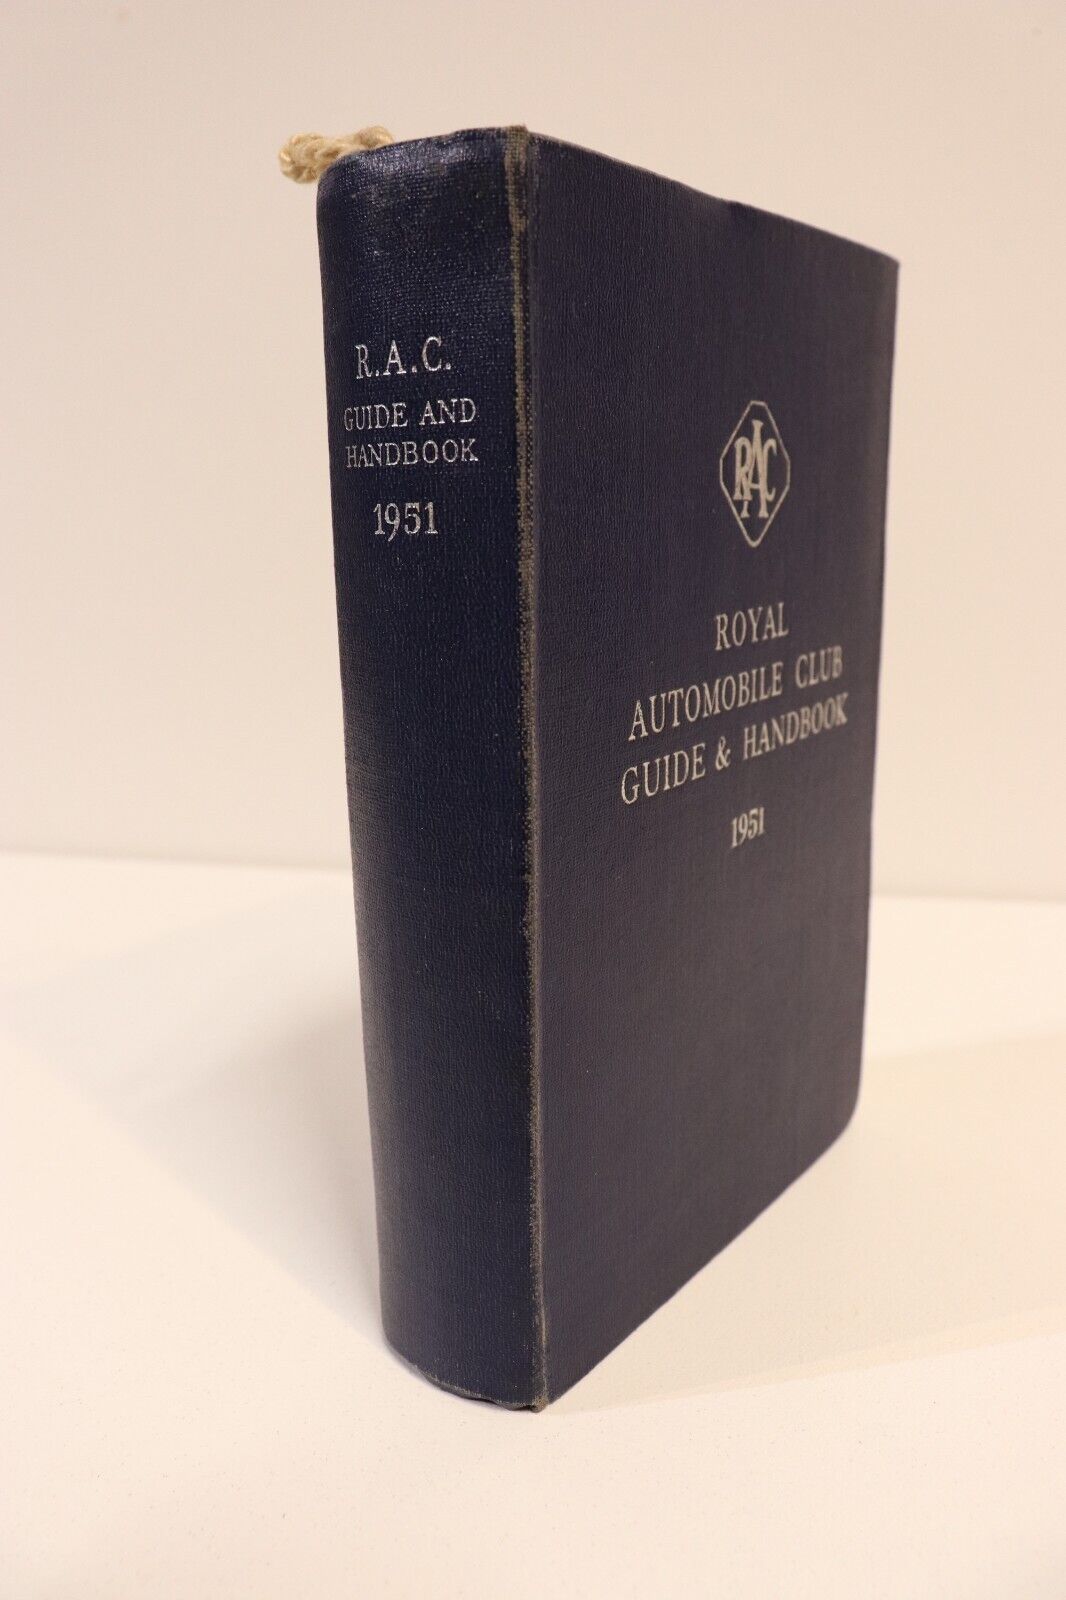 R.A.C.
GUIDE AND
HANDBOOK
1951
RAC
ROYAL
AUTOMOBILE CLUB
GUIDE & HANDBOOK
1951